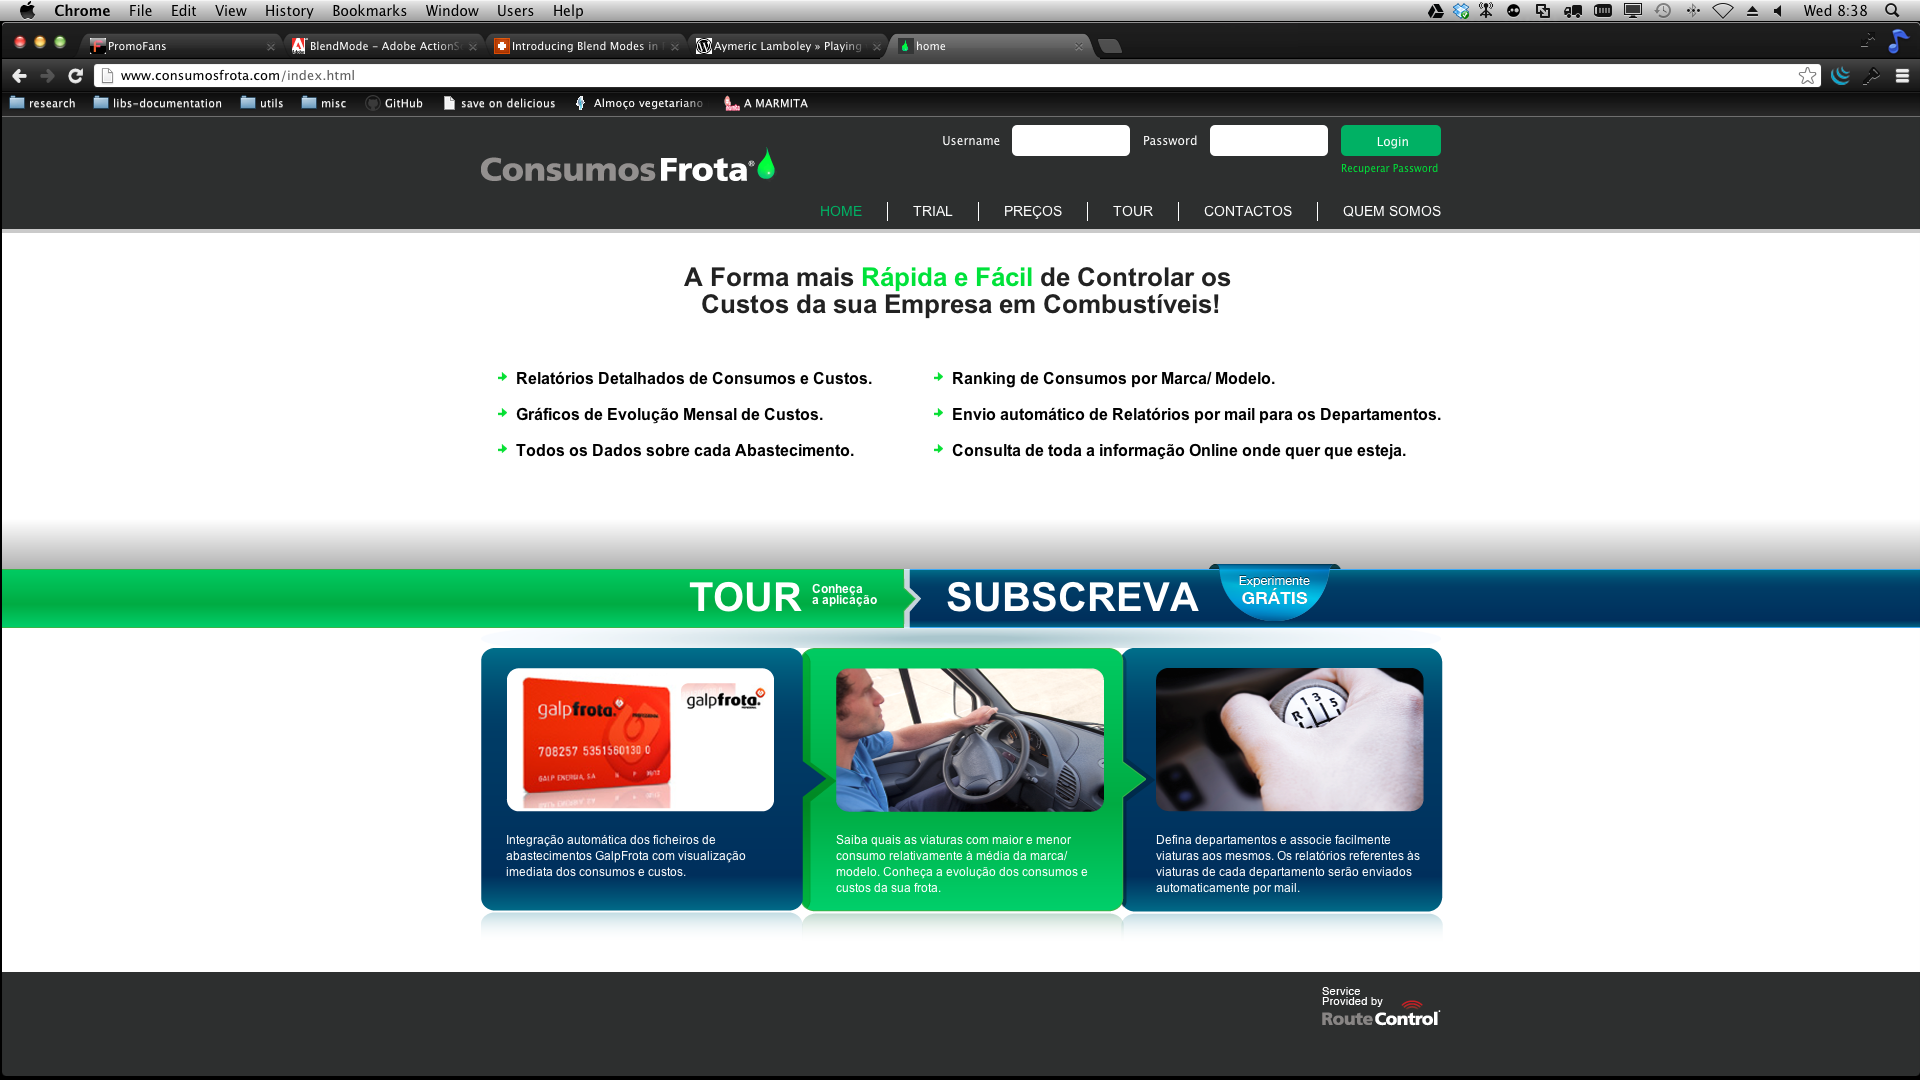 Chrome File Edit View History Bookmarks Window Users Help Wed 8:38
PromoFans BlendMode - Adobe ActionS Introducing Blend Modes in Aymeric Lamboley » Playing home
www.consumosfrota.com/index.html
research libs-documentation utils misc GitHub save on delicious Almoço vegetariano A MARMITA
Username Password Login
Recuperar Password
ConsumosFrota®
HOME TRIAL PREÇOS TOUR CONTACTOS QUEM SOMOS
A Forma mais Rápida e Fácil de Controlar os
Custos da sua Empresa em Combustíveis!
Relatórios Detalhados de Consumos e Custos.
Gráficos de Evolução Mensal de Custos.
Todos os Dados sobre cada Abastecimento.
Ranking de Consumos por Marca/ Modelo.
Envio automático de Relatórios por mail para os Departamentos.
Consulta de toda a informação Online onde quer que esteja.
TOUR Conheça
a aplicação
SUBSCREVA
Experimente
GRÁTIS
galpfrota.
galpfrota.
708257 5351560130 0
GALP ENERGIA, S.A
R 1 3 5
Integração automática dos ficheiros de
abastecimentos GalpFrota com visualização
imediata dos consumos e custos.
Saiba quais as viaturas com maior e menor
consumo relativamente à média da marca/
modelo. Conheça a evolução dos consumos e
custos da sua frota.
Defina departamentos e associe facilmente
viaturas aos mesmos. Os relatórios referentes às
viaturas de cada departamento serão enviados
automaticamente por mail.
Service
Provided by
RouteControl